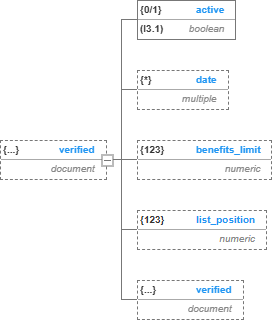 {0/1} active
(I3.1) boolean
{*} date
multiple
{...} verified
document
{123} benefits_limit
numeric
{123} list_position
numeric
{...} verified
document